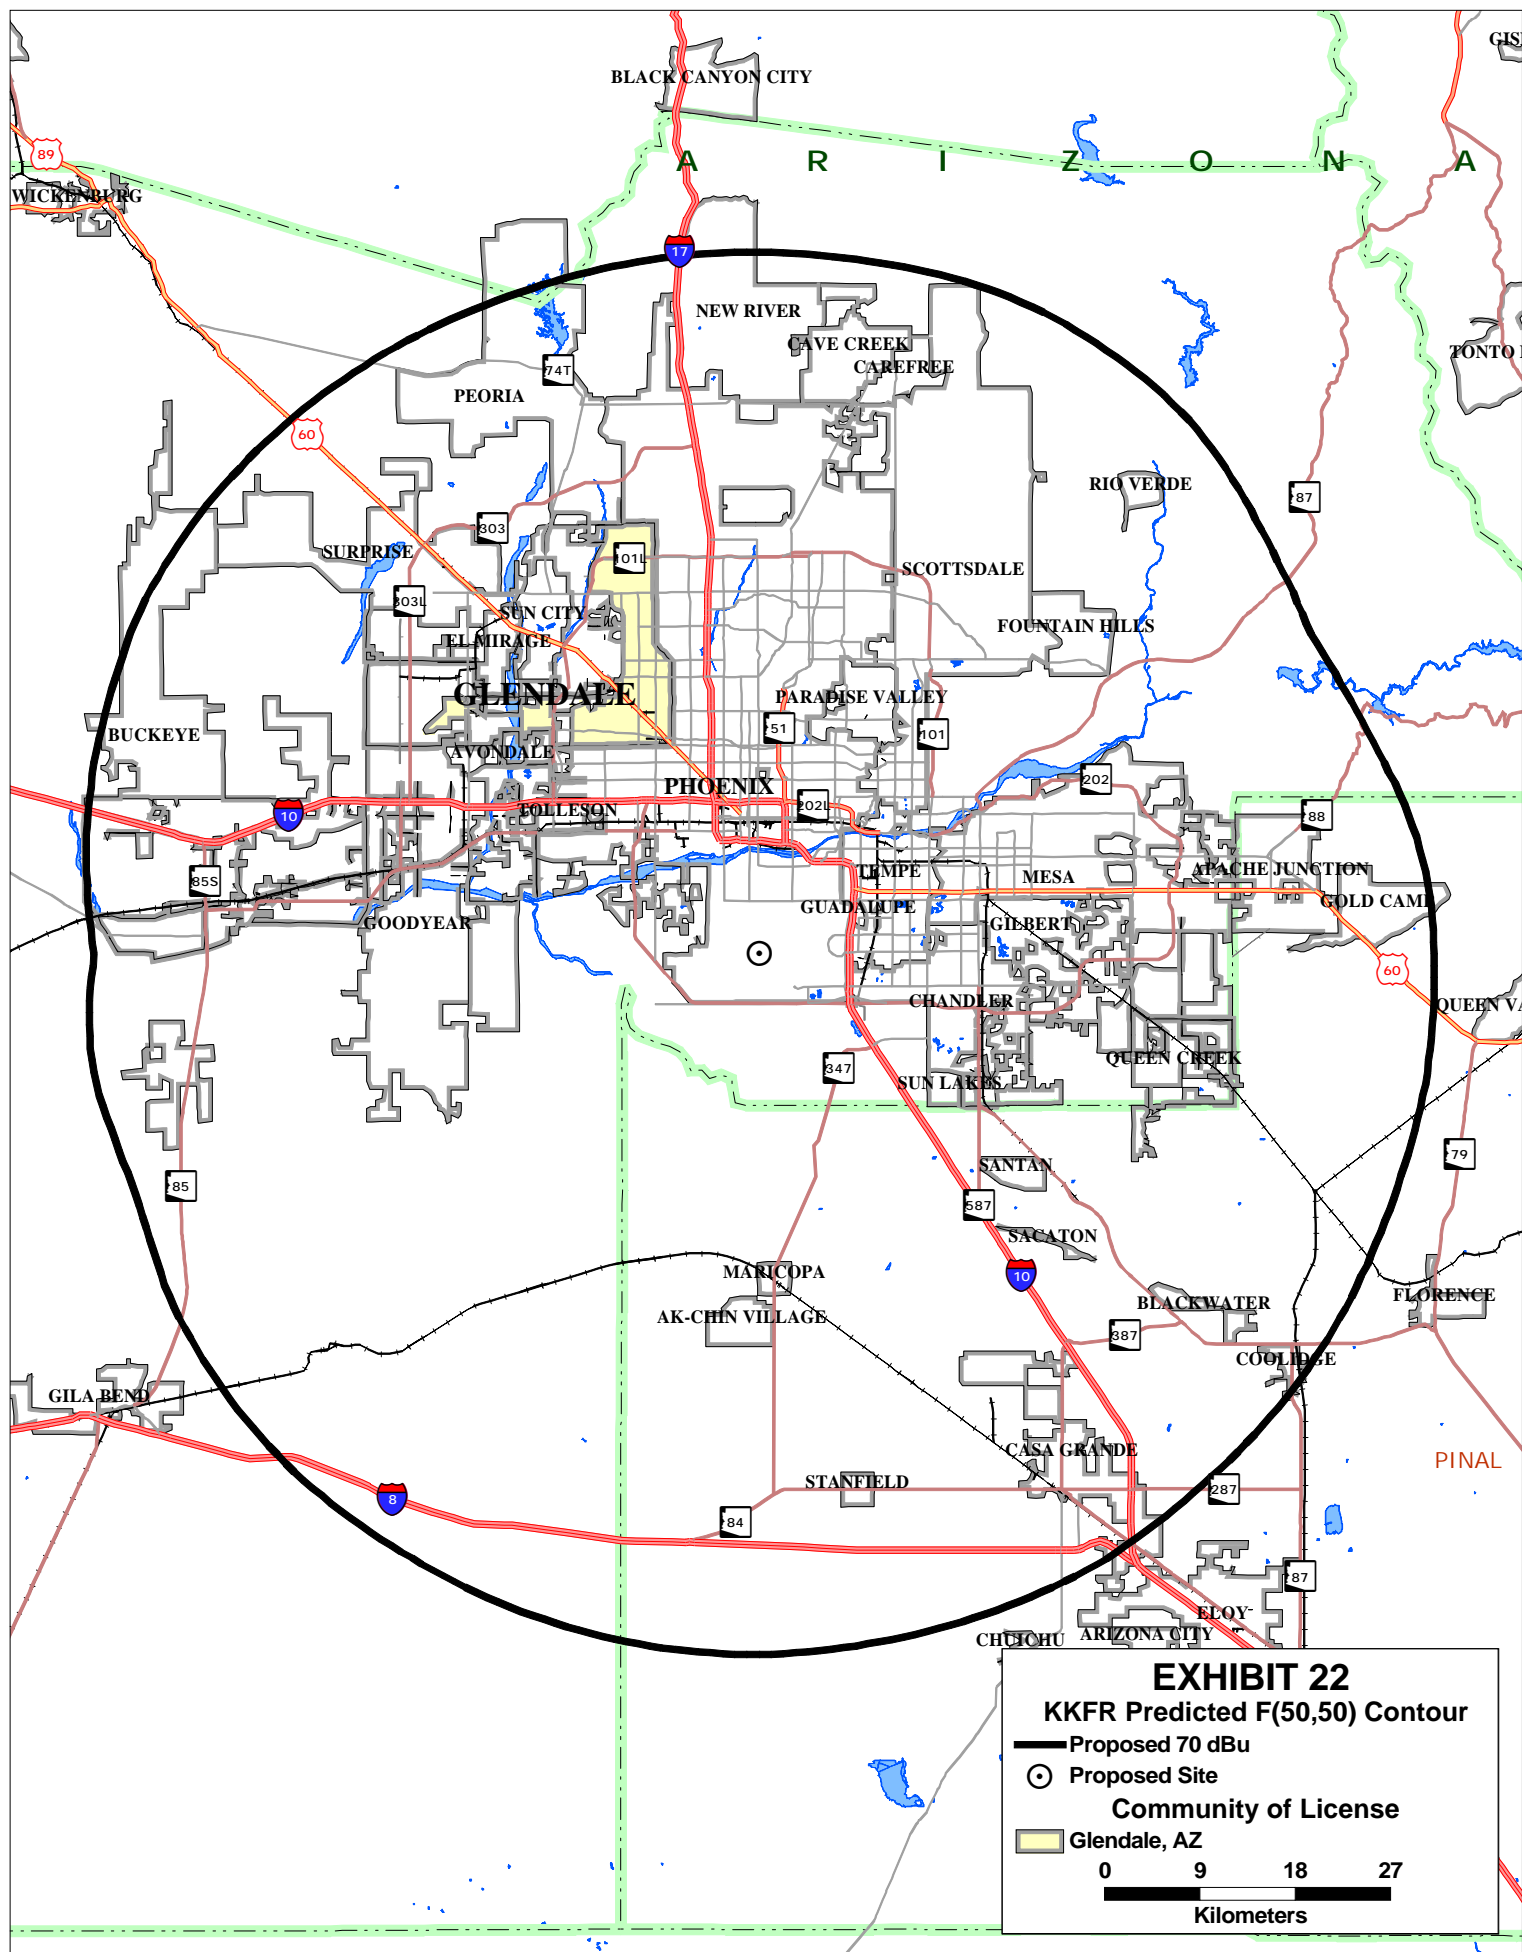 GIS
BLACK CANYON CITY
89
A R I Z O N A
WICKENBURG
17
NEW RIVER
CAVE CREEK
CAREFREE
TONTO
74T
PEORIA
60
RIO VERDE
87
303
SURPRISE
101L
SCOTTSDALE
303L
SUN CITY
FOUNTAIN HILLS
EL MIRAGE
GLENDALE
PARADISE VALLEY
51
101
BUCKEYE
AVONDALE
202
PHOENIX
10
TOLLESON
202L
88
85S
TEMPE
MESA
APACHE JUNCTION
GUADALUPE
GOLD CAMP
GOODYEAR
GILBERT
60
CHANDLER
QUEEN VA
QUEEN CREEK
347
SUN LAKES
79
SANTAN
85
587
SACATON
MARICOPA
10
BLACKWATER
FLORENCE
AK-CHIN VILLAGE
387
COOLIDGE
GILA BEND
CASA GRANDE
PINAL
STANFIELD
287
8
84
87
ELOY
CHUICHU
ARIZONA CITY
EXHIBIT 22
KKFR Predicted F(50,50) Contour
Proposed 70 dBu
Proposed Site
Community of License
Glendale, AZ
0 9 18 27
Kilometers